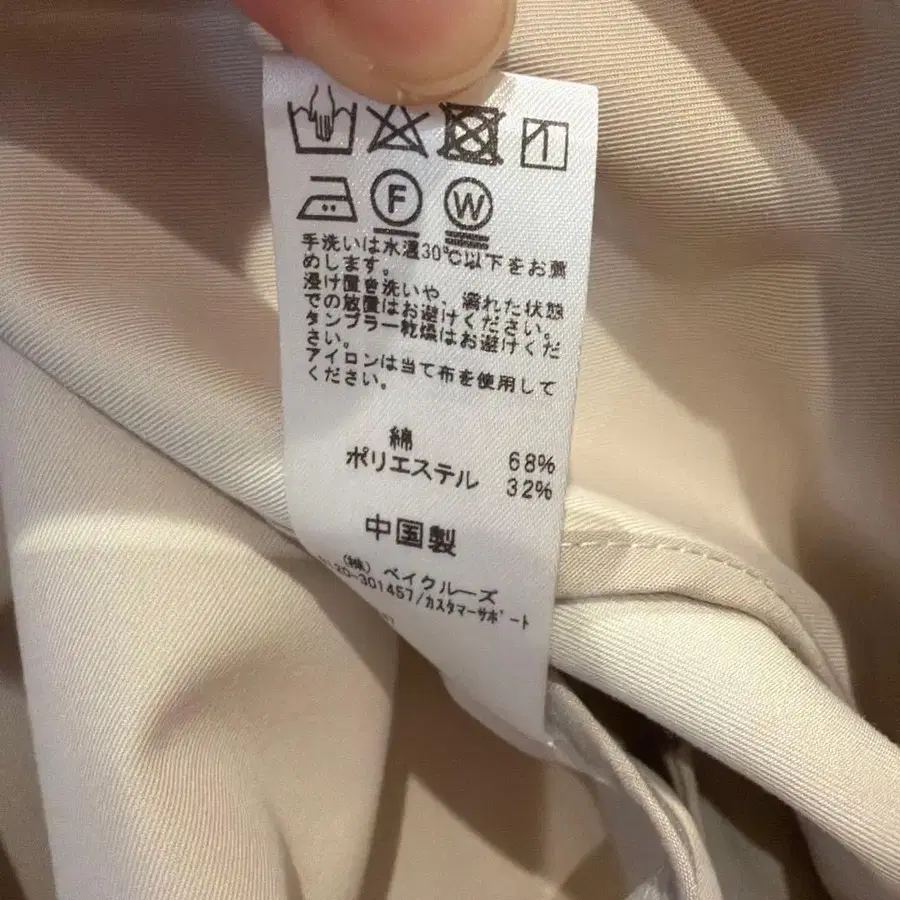 F W
手洗いは水温30℃以下をお薦
めします。
浸け置き洗いや、濡れた状態
での放置はお避けください。
タンブラー乾燥はお避けくだ
さい。
アイロンは当て布を使用して
ください。
綿 68%
ポリエステル 32%
中国製
(株) ベイクルーズ
0120-301457/カスタマーサポート